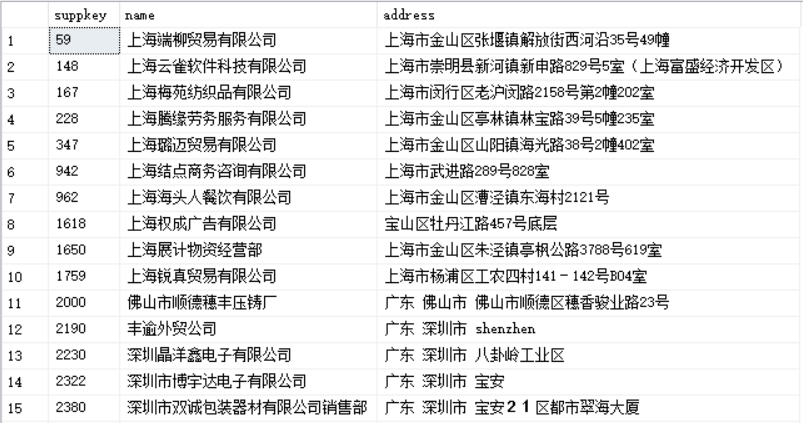 suppkey name address
1 59 上海端柳贸易有限公司 上海市金山区张堰镇解放街西河沿35号49幢
2 148 上海云雀软件科技有限公司 上海市崇明县新河镇新申路829号5室（上海富盛经济开发区）
3 167 上海梅苑纺织品有限公司 上海市闵行区老沪闵路2158号第2幢202室
4 228 上海腾缘劳务服务有限公司 上海市金山区亭林镇林宝路39号5幢235室
5 347 上海璐迈贸易有限公司 上海市金山区山阳镇海光路38号2幢402室
6 942 上海结点商务咨询有限公司 上海市武进路289号828室
7 962 上海海头人餐饮有限公司 上海市金山区漕泾镇东海村2121号
8 1618 上海权成广告有限公司 宝山区牡丹江路457号底层
9 1650 上海展计物资经营部 上海市金山区朱泾镇亭枫公路3788号619室
10 1759 上海锐真贸易有限公司 上海市杨浦区工农四村141－142号B04室
11 2000 佛山市顺德穗丰压铸厂 广东 佛山市 佛山市顺德区穗香骏业路23号
12 2190 丰逾外贸公司 广东 深圳市 shenzhen
13 2230 深圳晶洋鑫电子有限公司 广东 深圳市 八卦岭工业区
14 2322 深圳市博宇达电子有限公司 广东 深圳市 宝安
15 2380 深圳市双诚包装器材有限公司销售部 广东 深圳市 宝安２１区都市翠海大厦